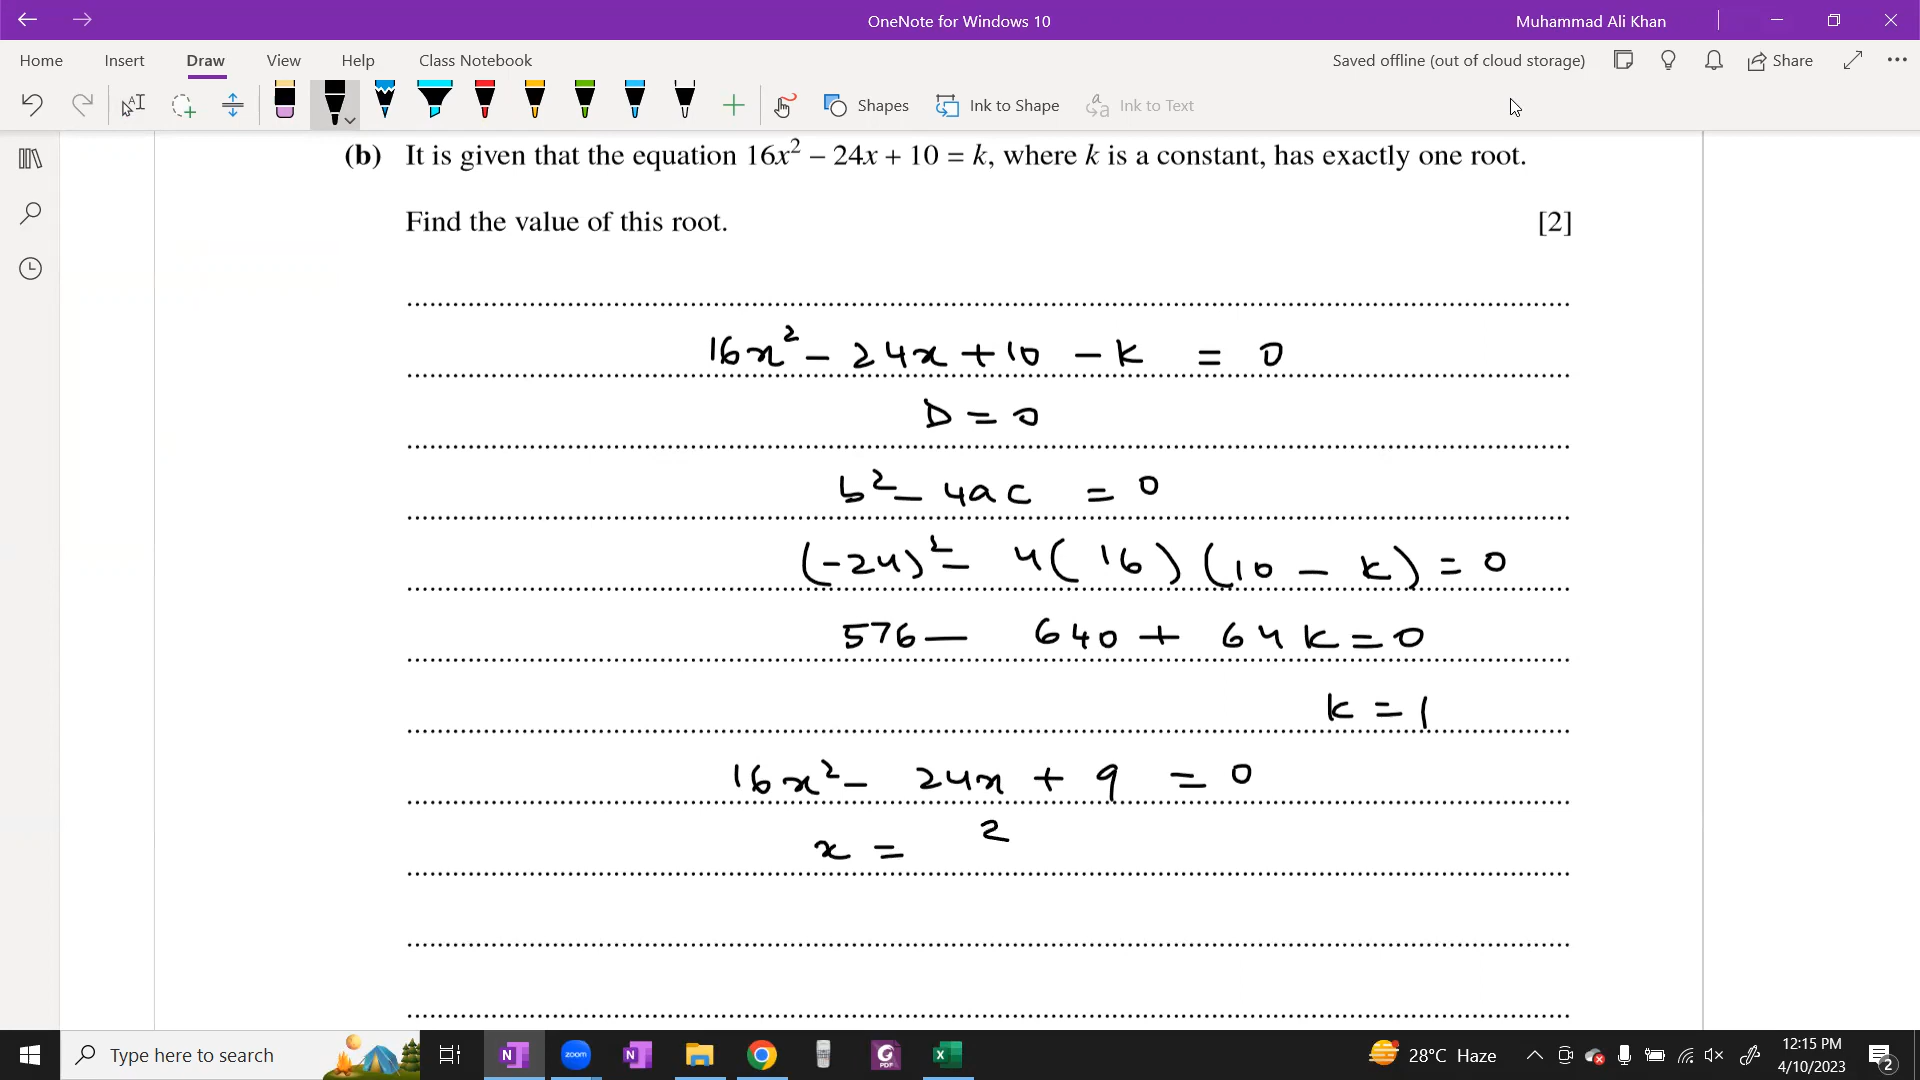 OneNote for Windows 10
Muhammad Ali Khan
Home Insert Draw View Help Class Notebook
Saved offline (out of cloud storage) Share
Shapes Ink to Shape Ink to Text
(b) It is given that the equation 16x² – 24x + 10 = k, where k is a constant, has exactly one root.
Find the value of this root. [2]
16x² - 24x + 10 - k = 0
D = 0
b² - 4ac = 0
(-24)² - 4(16)(10 - k) = 0
576 - 640 + 64k = 0
k = 1
16x² - 24x + 9 = 0
x = 2
Type here to search
zoom
28°C Haze
12:15 PM
4/10/2023
2